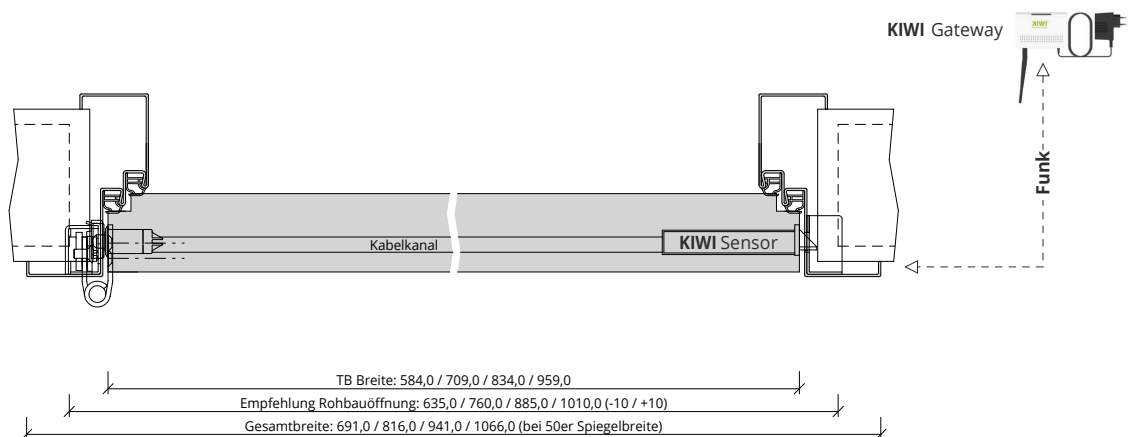 KIWI Gateway
KIWI
Funk
Kabelkanal
KIWI Sensor
TB Breite: 584,0 / 709,0 / 834,0 / 959,0
Empfehlung Rohbauöffnung: 635,0 / 760,0 / 885,0 / 1010,0 (-10 / +10)
Gesamtbreite: 691,0 / 816,0 / 941,0 / 1066,0 (bei 50er Spiegelbreite)